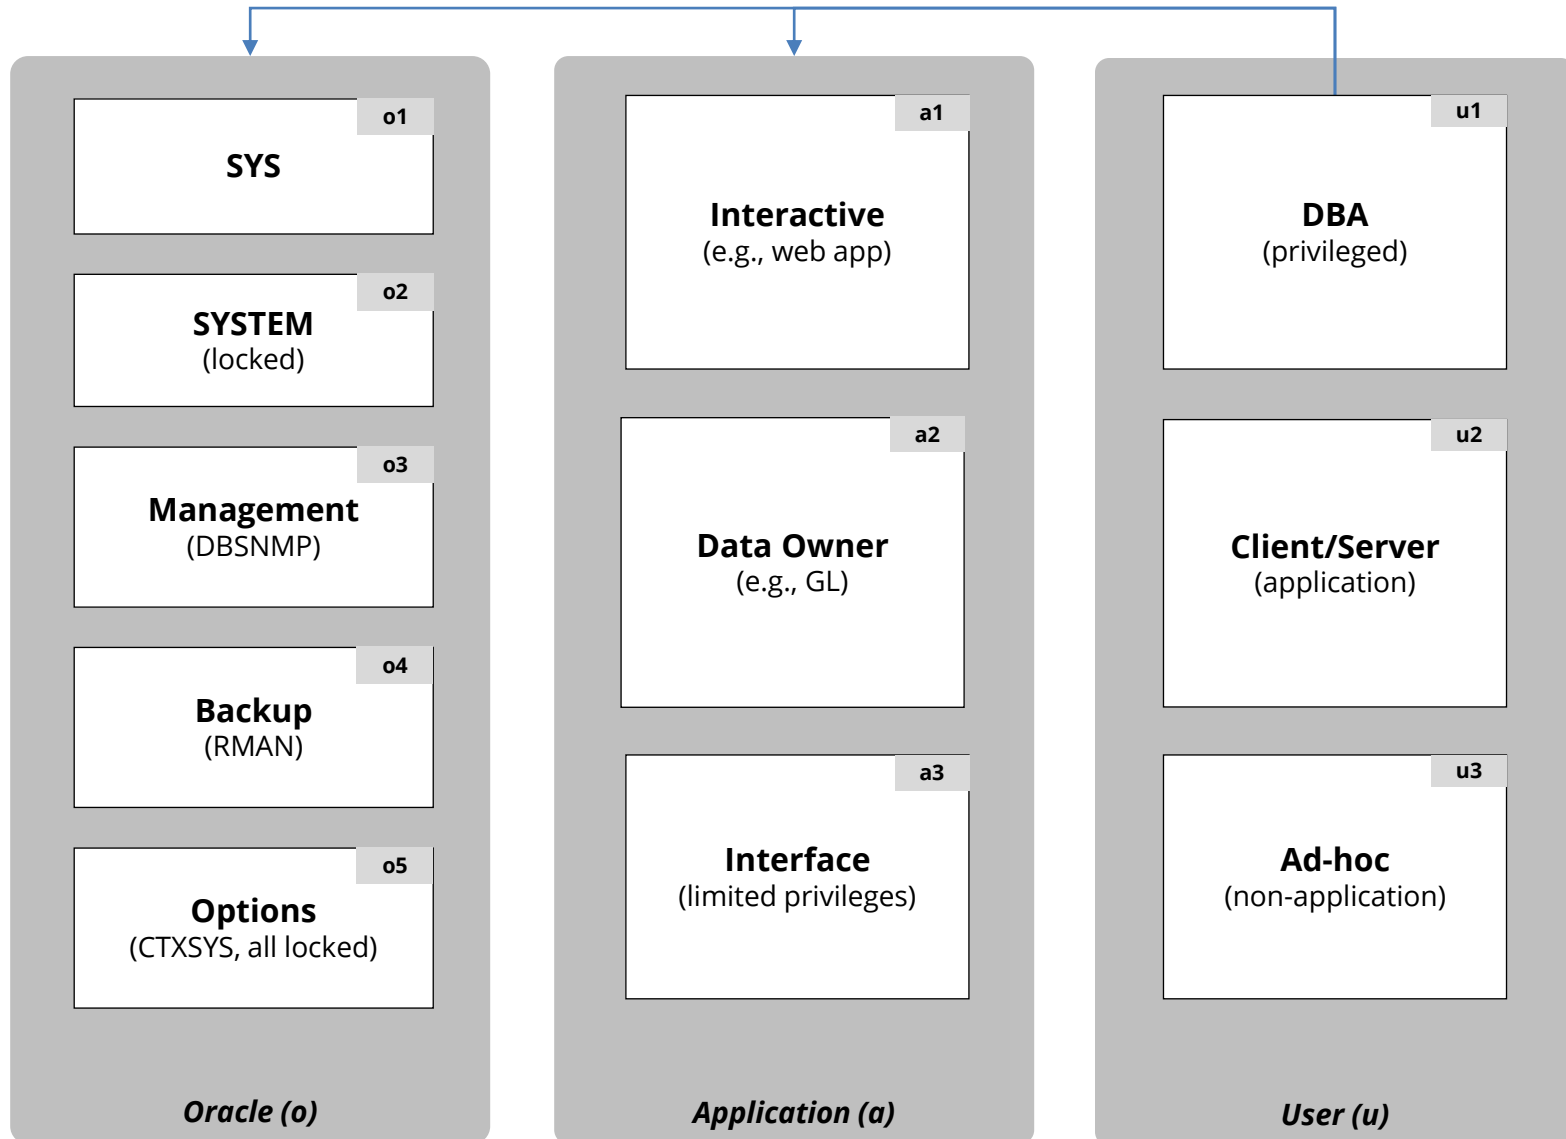 o1
SYS
o2
SYSTEM
(locked)
o3
Management
(DBSNMP)
o4
Backup
(RMAN)
o5
Options
(CTXSYS, all locked)
Oracle (o)
a1
Interactive
(e.g., web app)
a2
Data Owner
(e.g., GL)
a3
Interface
(limited privileges)
Application (a)
u1
DBA
(privileged)
u2
Client/Server
(application)
u3
Ad-hoc
(non-application)
User (u)